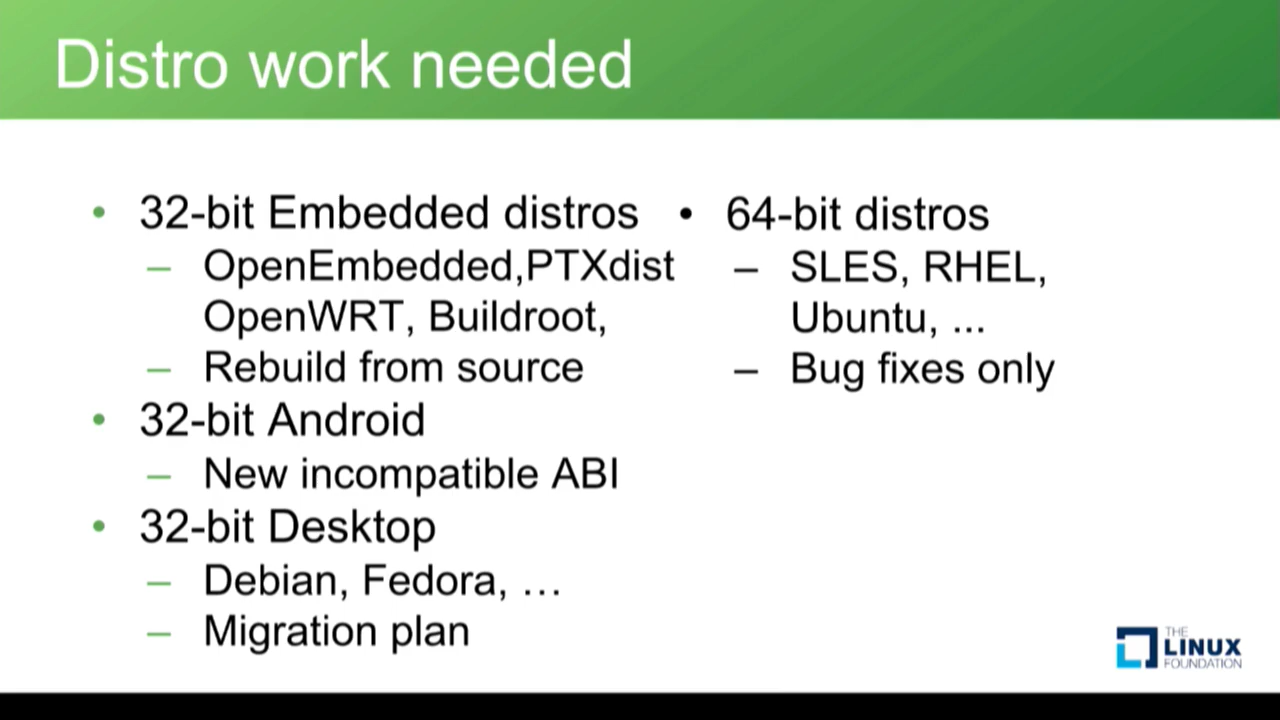 Distro work needed
• 32-bit Embedded distros
– OpenEmbedded,PTXdist
OpenWRT, Buildroot,
– Rebuild from source
• 32-bit Android
– New incompatible ABI
• 32-bit Desktop
– Debian, Fedora, …
– Migration plan
• 64-bit distros
– SLES, RHEL,
Ubuntu, ...
– Bug fixes only
THE
LINUX
FOUNDATION